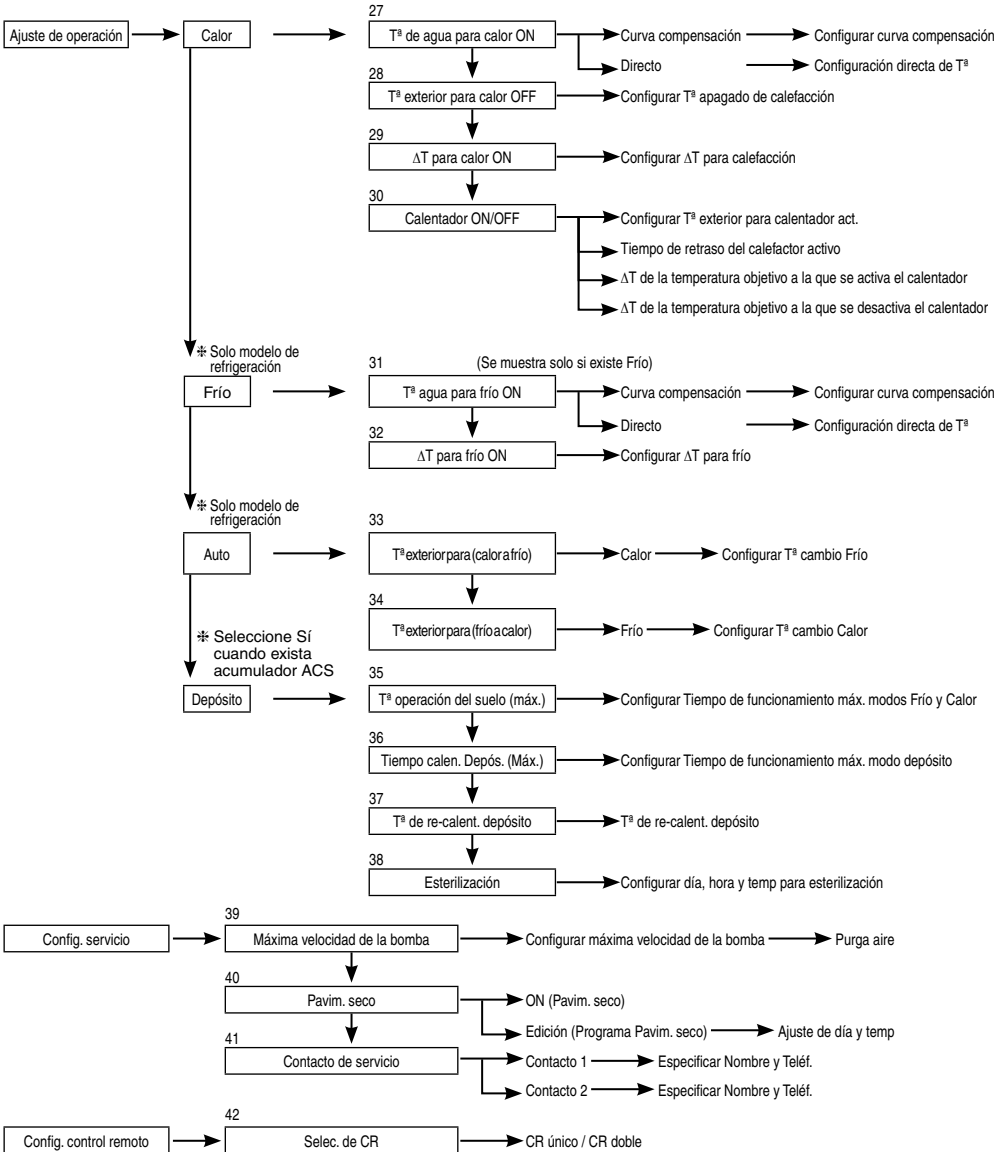 27
Ajuste de operación Calor Tª de agua para calor ON Curva compensación Configurar curva compensación
Directo Configuración directa de Tª
28
Tª exterior para calor OFF Configurar Tª apagado de calefacción
29
ΔT para calor ON Configurar ΔT para calefacción
30
Calentador ON/OFF Configurar Tª exterior para calentador act.
Tiempo de retraso del calefactor activo
ΔT de la temperatura objetivo a la que se activa el calentador
ΔT de la temperatura objetivo a la que se desactiva el calentador
❉ Solo modelo de
refrigeración
31 (Se muestra solo si existe Frío)
Frío Tª agua para frío ON Curva compensación Configurar curva compensación
Directo Configuración directa de Tª
32
ΔT para frío ON Configurar ΔT para frío
❉ Solo modelo de
refrigeración
33
Auto Tª exterior para (calor a frío) Calor Configurar Tª cambio Frío
34
Tª exterior para (frío a calor) Frío Configurar Tª cambio Calor
❉ Seleccione Sí
cuando exista
acumulador ACS
35
Depósito Tª operación del suelo (máx.) Configurar Tiempo de funcionamiento máx. modos Frío y Calor
36
Tiempo calen. Depós. (Máx.) Configurar Tiempo de funcionamiento máx. modo depósito
37
Tª de re-calent. depósito Tª de re-calent. depósito
38
Esterilización Configurar día, hora y temp para esterilización
39
Config. servicio Máxima velocidad de la bomba Configurar máxima velocidad de la bomba Purga aire
40
Pavim. seco ON (Pavim. seco)
Edición (Programa Pavim. seco) Ajuste de día y temp
41
Contacto de servicio Contacto 1 Especificar Nombre y Teléf.
Contacto 2 Especificar Nombre y Teléf.
42
Config. control remoto Selec. de CR CR único / CR doble